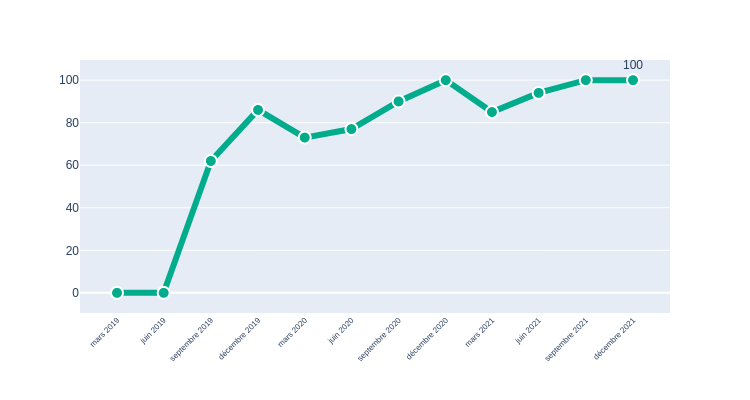 100
100
80
60
40
20
0
mars 2019
juin 2019
septembre 2019
décembre 2019
mars 2020
juin 2020
septembre 2020
décembre 2020
mars 2021
juin 2021
septembre 2021
décembre 2021